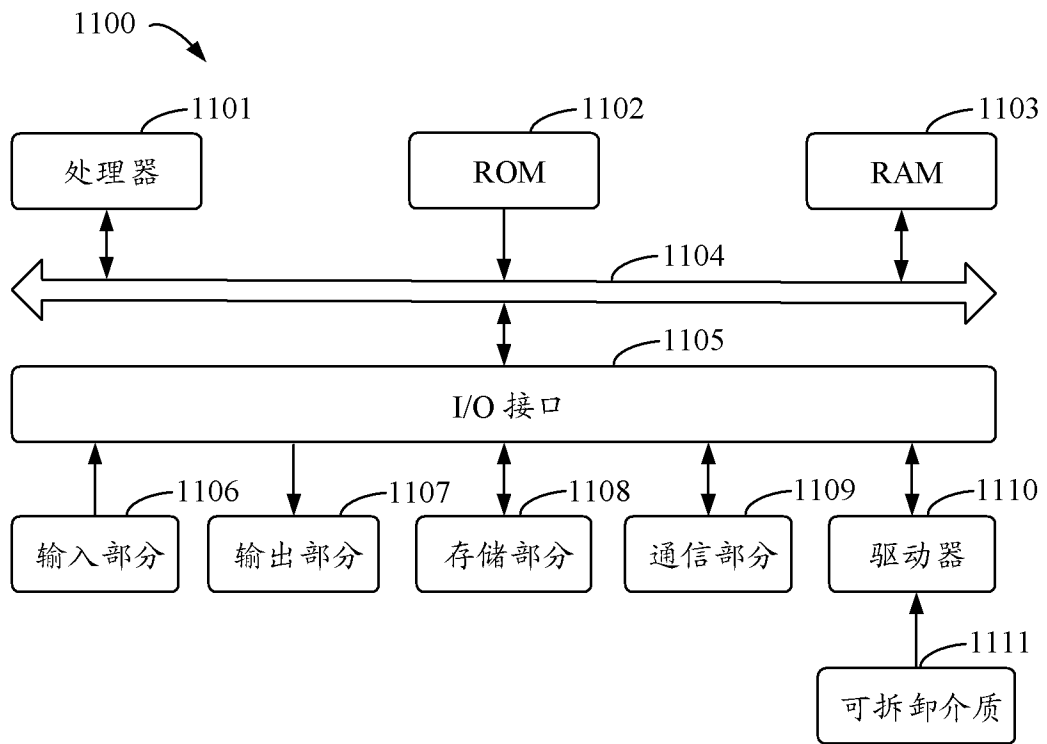 1100
1101
1102
1103
处理器
ROM
RAM
1104
1105
I/O 接口
1106
1107
1108
1109
1110
输入部分
输出部分
存储部分
通信部分
驱动器
1111
可拆卸介质